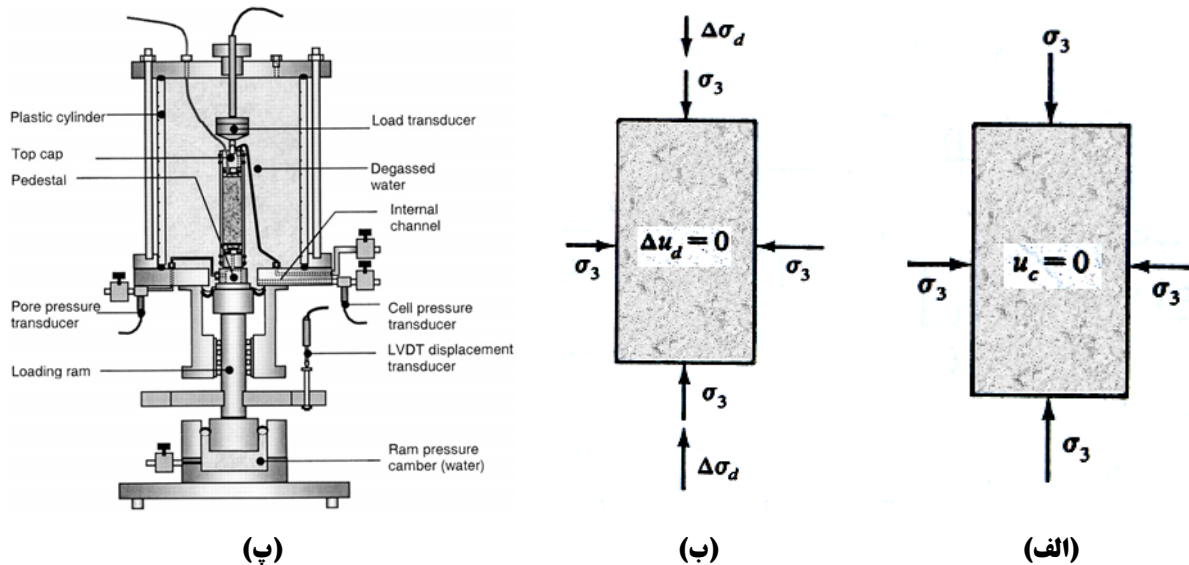 Plastic cylinder
Top cap
Pedestal
Pore pressure
transducer
Loading ram
Load transducer
Degassed
water
Internal
channel
Cell pressure
transducer
LVDT displacement
transducer
Ram pressure
camber (water)
(پ)
Δσd
σ3
σ3
Δud = 0
σ3
σ3
Δσd
(ب)
σ3
σ3
uc = 0
σ3
σ3
(الف)